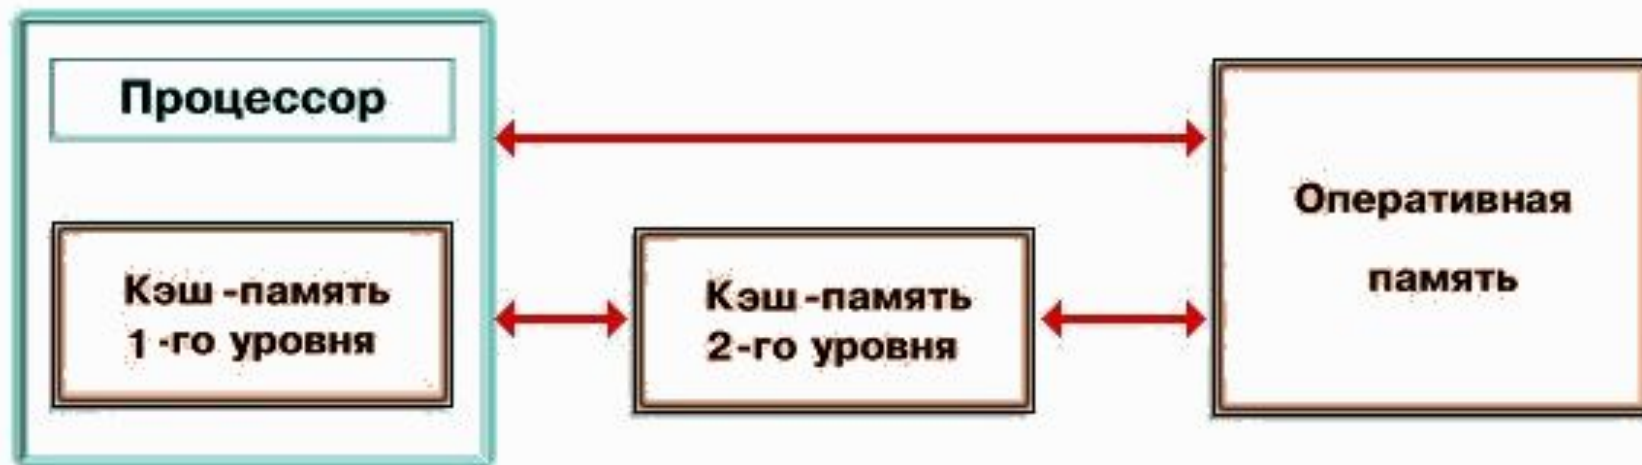 Процессор
Кэш-память
1-го уровня
Кэш-память
2-го уровня
Оперативная
память